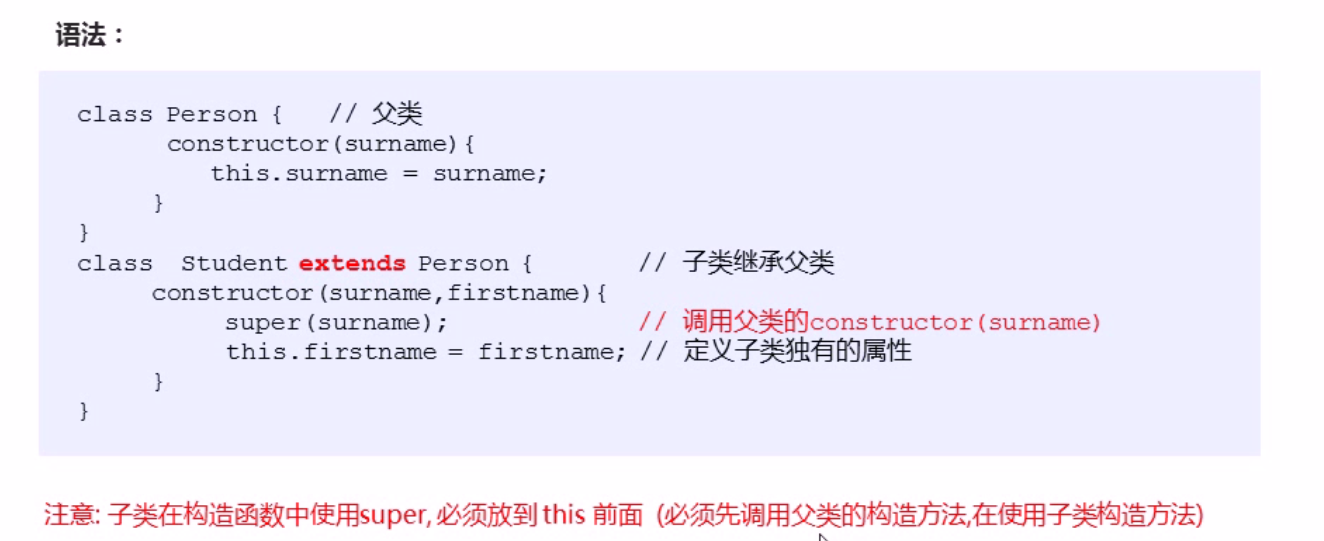 语法：
class Person {   // 父类
constructor(surname){
this.surname = surname;
}
}
class  Student extends Person {       // 子类继承父类
constructor(surname,firstname){
super(surname);             // 调用父类的constructor(surname)
this.firstname = firstname; // 定义子类独有的属性
}
}
注意: 子类在构造函数中使用super, 必须放到 this 前面 (必须先调用父类的构造方法,在使用子类构造方法)